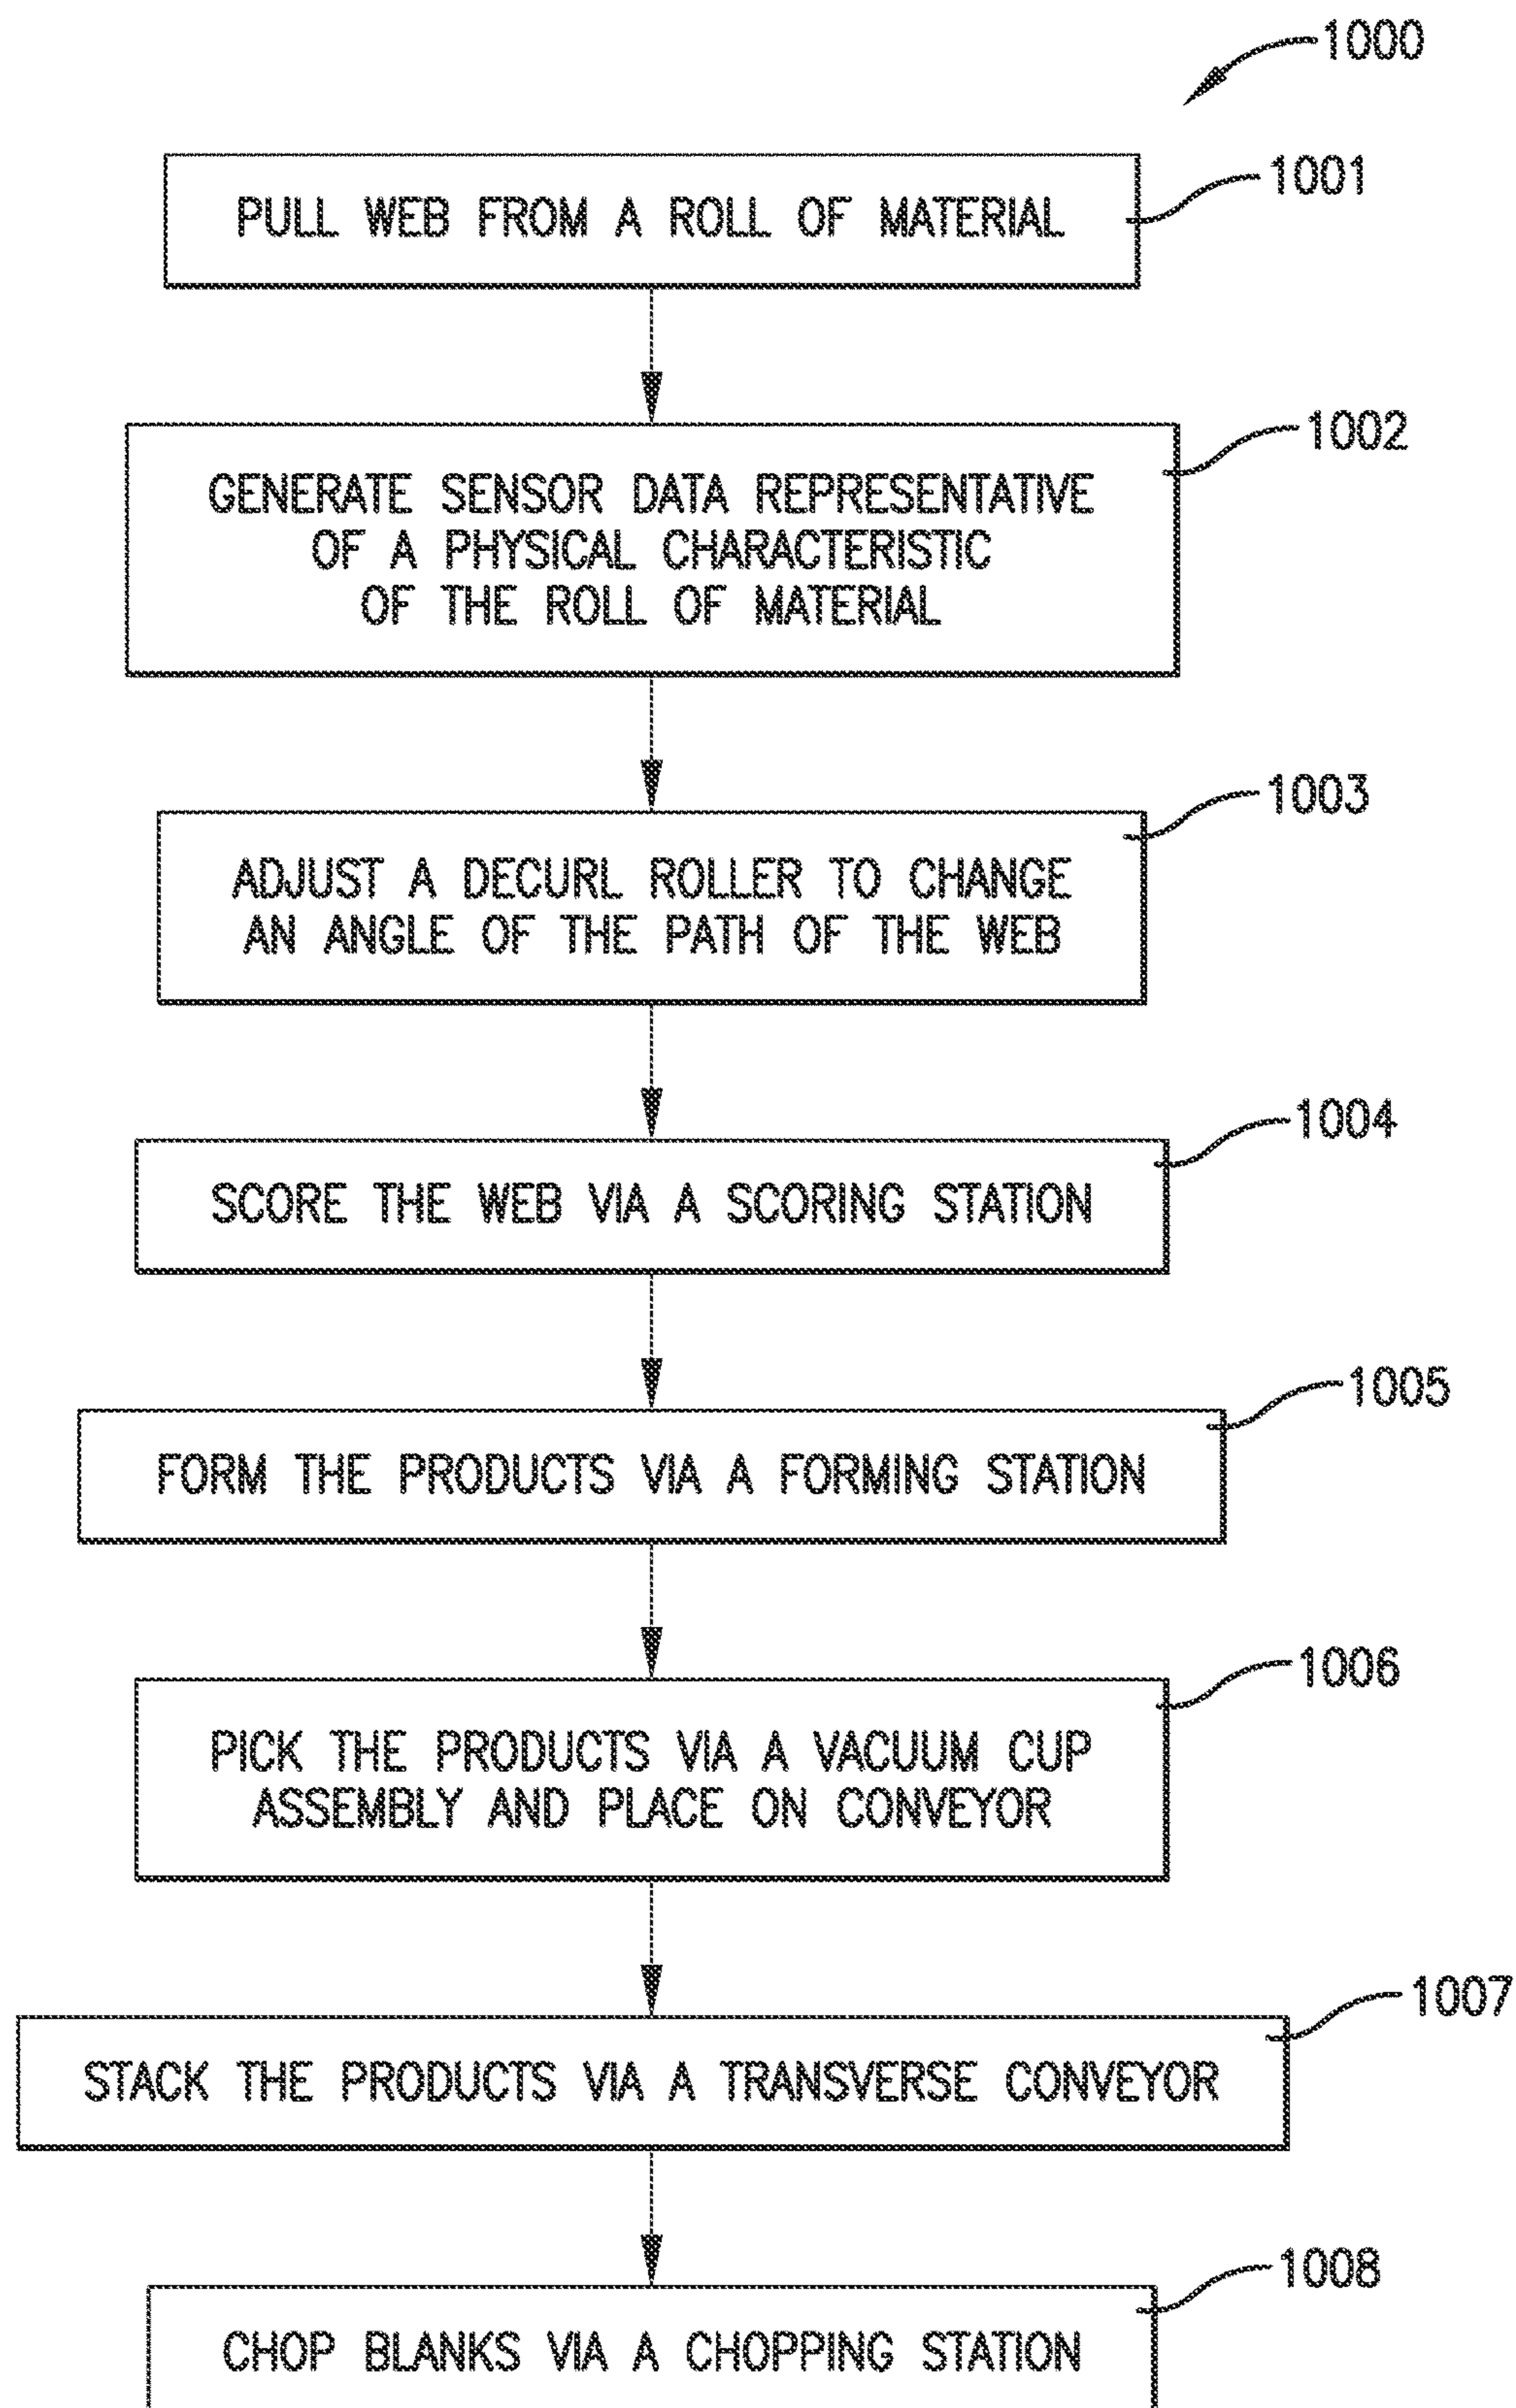 1000
PULL WEB FROM A ROLL OF MATERIAL
1001
1002
GENERATE SENSOR DATA REPRESENTATIVE
OF A PHYSICAL CHARACTERISTIC
OF THE ROLL OF MATERIAL
1003
ADJUST A DECURL ROLLER TO CHANGE
AN ANGLE OF THE PATH OF THE WEB
1004
SCORE THE WEB VIA A SCORING STATION
1005
FORM THE PRODUCTS VIA A FORMING STATION
1006
PICK THE PRODUCTS VIA A VACUUM CUP
ASSEMBLY AND PLACE ON CONVEYOR
1007
STACK THE PRODUCTS VIA A TRANSVERSE CONVEYOR
1008
CHOP BLANKS VIA A CHOPPING STATION